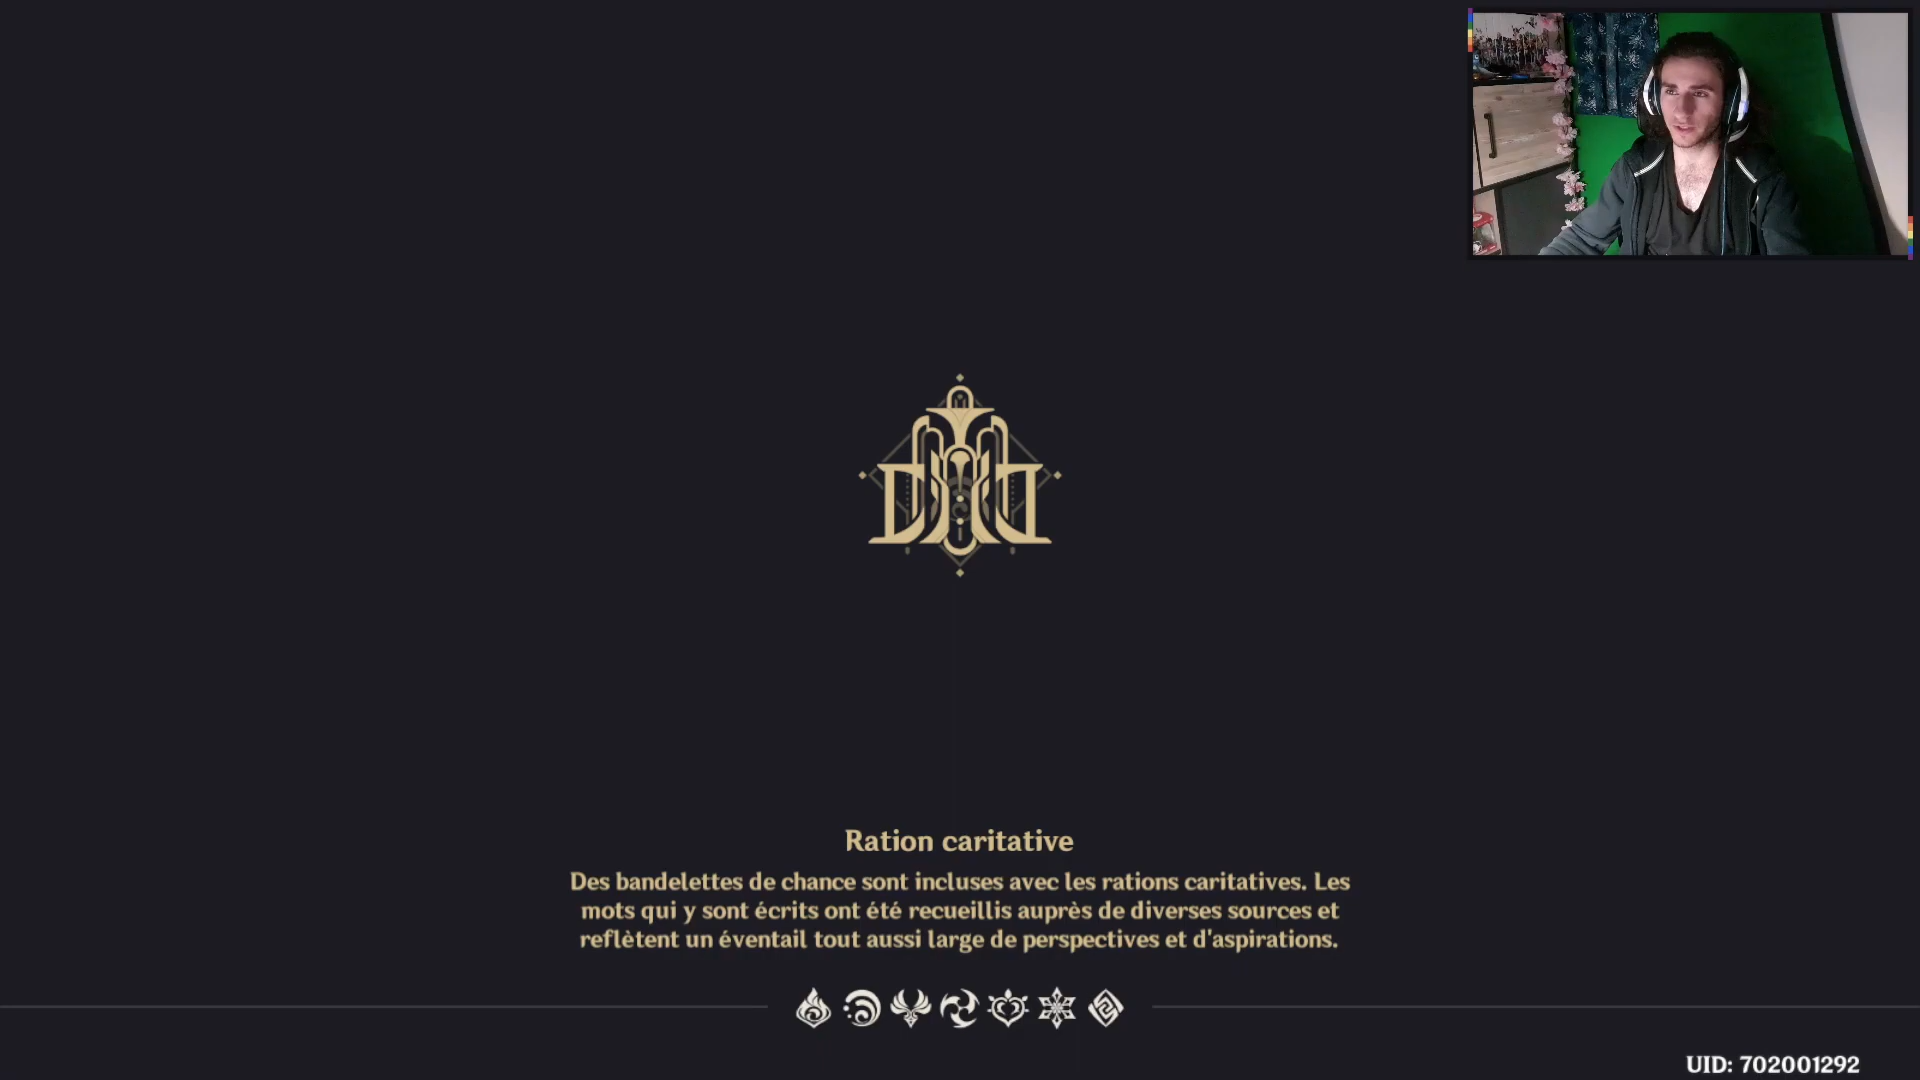 Ration caritative
Des bandelettes de chance sont incluses avec les rations caritatives. Les
mots qui y sont écrits ont été recueillis auprès de diverses sources et
reflètent un éventail tout aussi large de perspectives et d'aspirations.
UID: 702001292